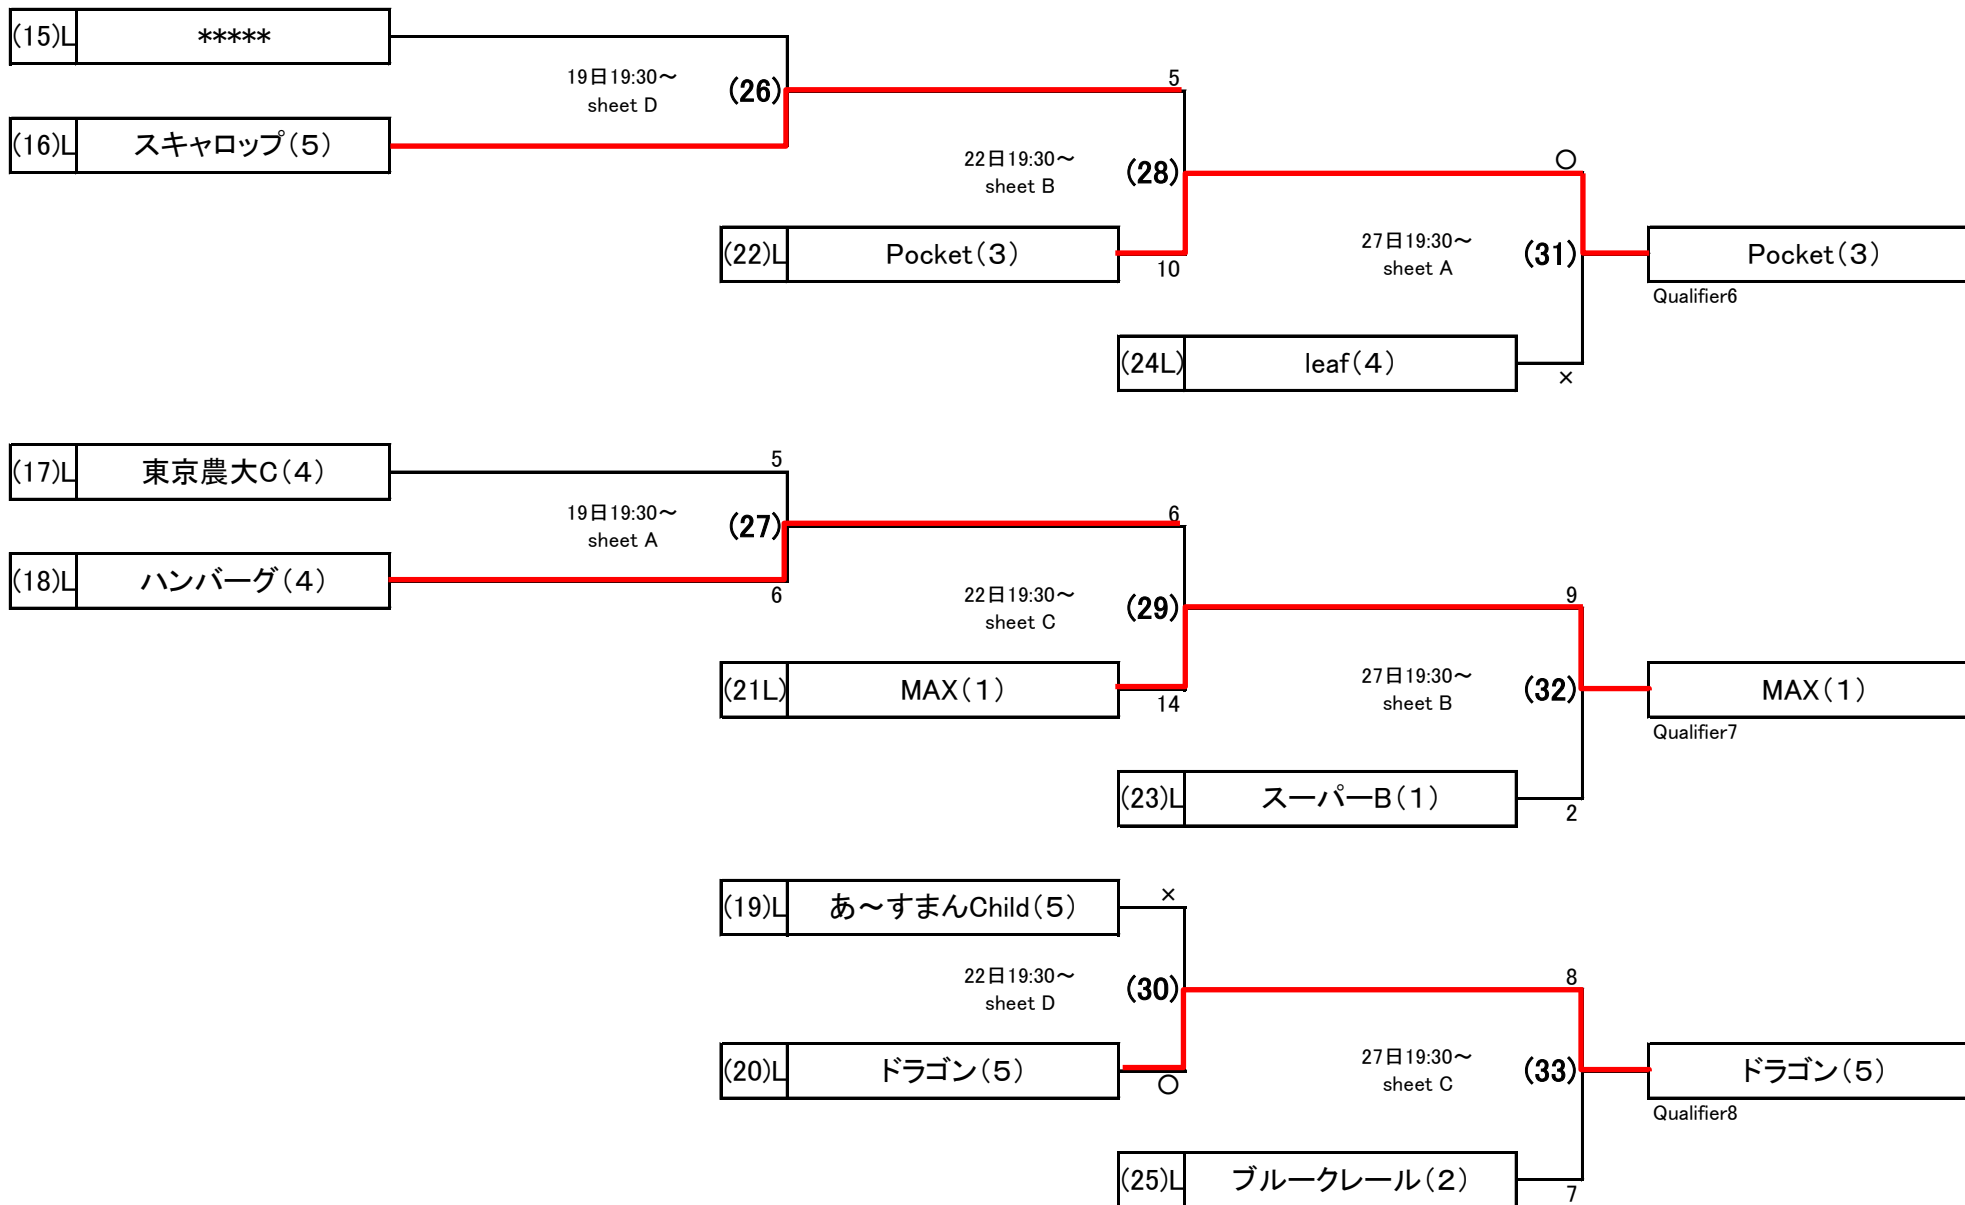 (15)L *****
19日19:30～
sheet D
(26)
5
(16)L スキャロップ(5)
22日19:30～
sheet B
(28)
○
(22)L Pocket(3)
10
27日19:30～
sheet A
(31)
Pocket(3)
Qualifier6
(24L) leaf(4)
×
(17)L 東京農大C(4)
5
19日19:30～
sheet A
(27)
6
(18)L ハンバーグ(4)
6
22日19:30～
sheet C
(29)
9
(21L) MAX(1)
14
27日19:30～
sheet B
(32)
MAX(1)
Qualifier7
(23)L スーパーB(1)
2
(19)L あ～すまんChild(5)
×
22日19:30～
sheet D
(30)
8
(20)L ドラゴン(5)
○
27日19:30～
sheet C
(33)
ドラゴン(5)
Qualifier8
(25)L ブルークレール(2)
7